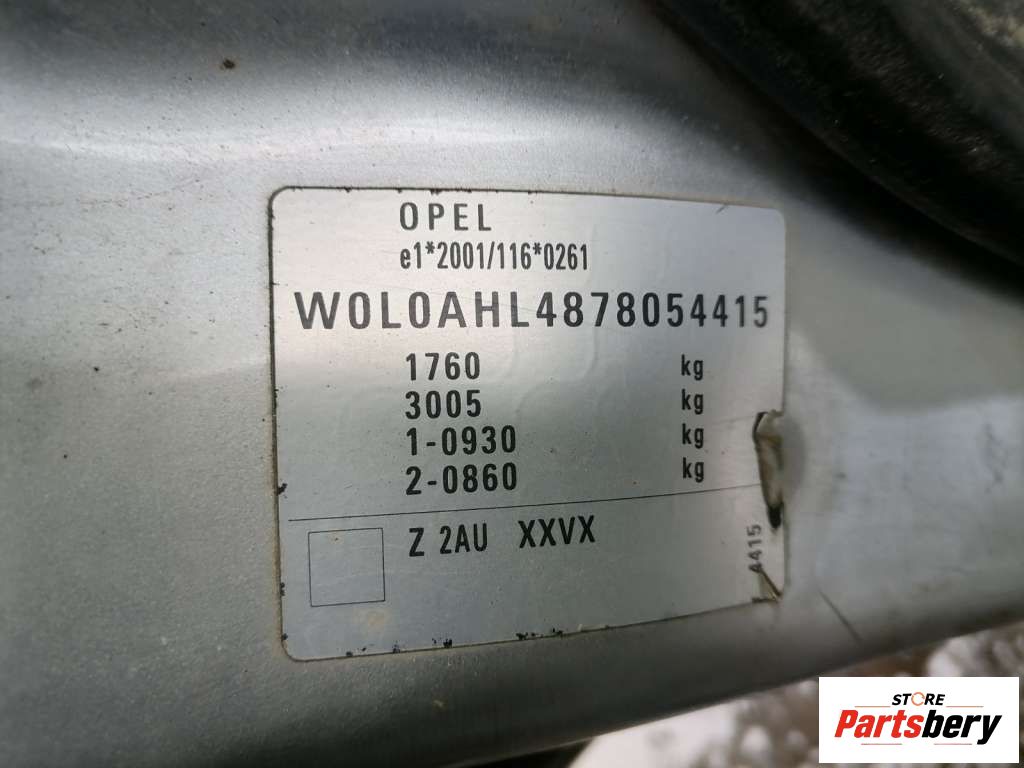 OPEL
e1*2001/116*0261
W0L0AHL4878054415
1760 kg
3005 kg
1-0930 kg
2-0860 kg
Z 2AU XXVX
4415
STORE
Partsbery